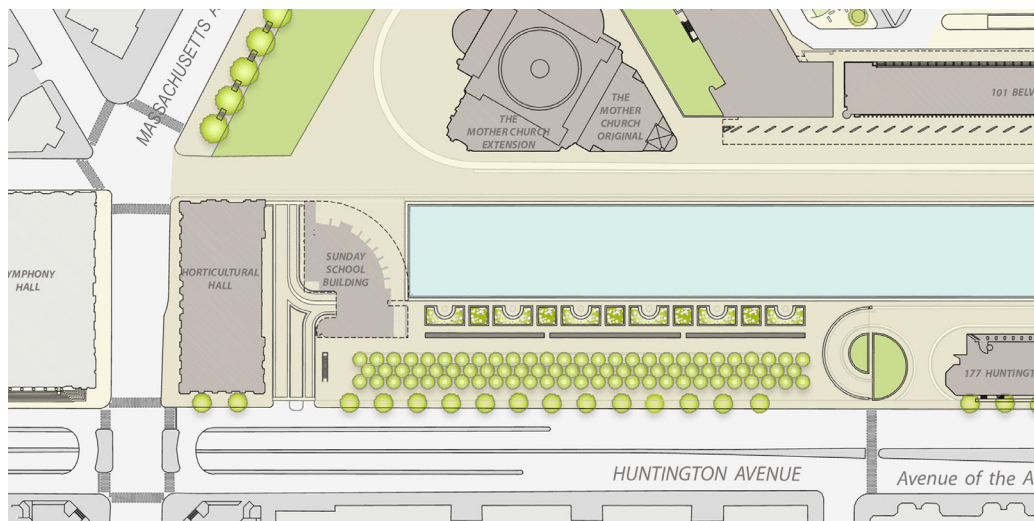 MASSACHUSETTS A
THE
MOTHER CHURCH
EXTENSION
THE
MOTHER
CHURCH
ORIGINAL
101 BELV
YMPHONY
HALL
HORTICULTURAL
HALL
SUNDAY
SCHOOL
BUILDING
177 HUNTINGT
HUNTINGTON AVENUE
Avenue of the A